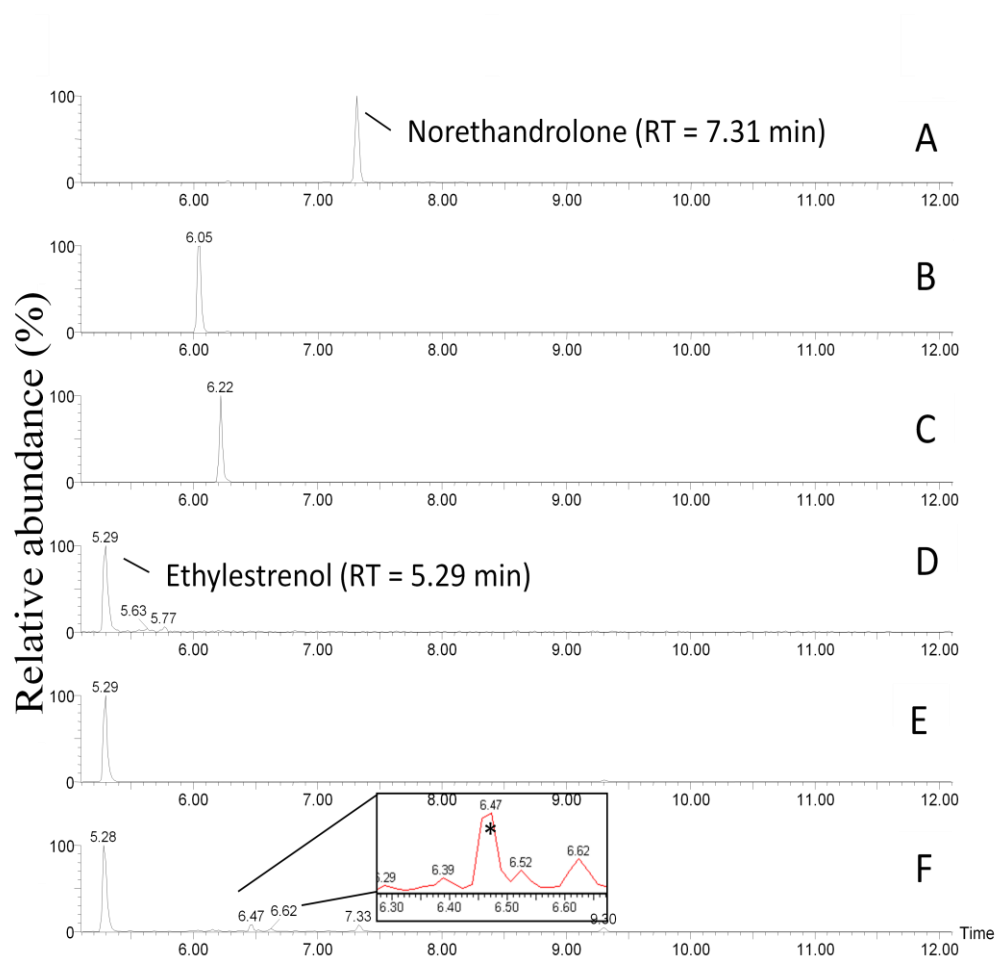 Relative abundance (%)
100
Norethandrolone (RT = 7.31 min)
A
0
6.00 7.00 8.00 9.00 10.00 11.00 12.00
6.05
100
B
0
6.00 7.00 8.00 9.00 10.00 11.00 12.00
6.22
100
C
0
6.00 7.00 8.00 9.00 10.00 11.00 12.00
5.29
100
D
Ethylestrenol (RT = 5.29 min)
5.63 5.77
0
6.00 7.00 8.00 9.00 10.00 11.00 12.00
5.29
100
E
0
6.00 7.00 8.00 9.00 10.00 11.00 12.00
6.47
*
5.28
100
6.39 6.52 6.62
.29
F
6.30 6.40 6.50 6.60
6.47 6.62 7.33 9.30
0
Time
6.00 7.00 8.00 9.00 10.00 11.00 12.00